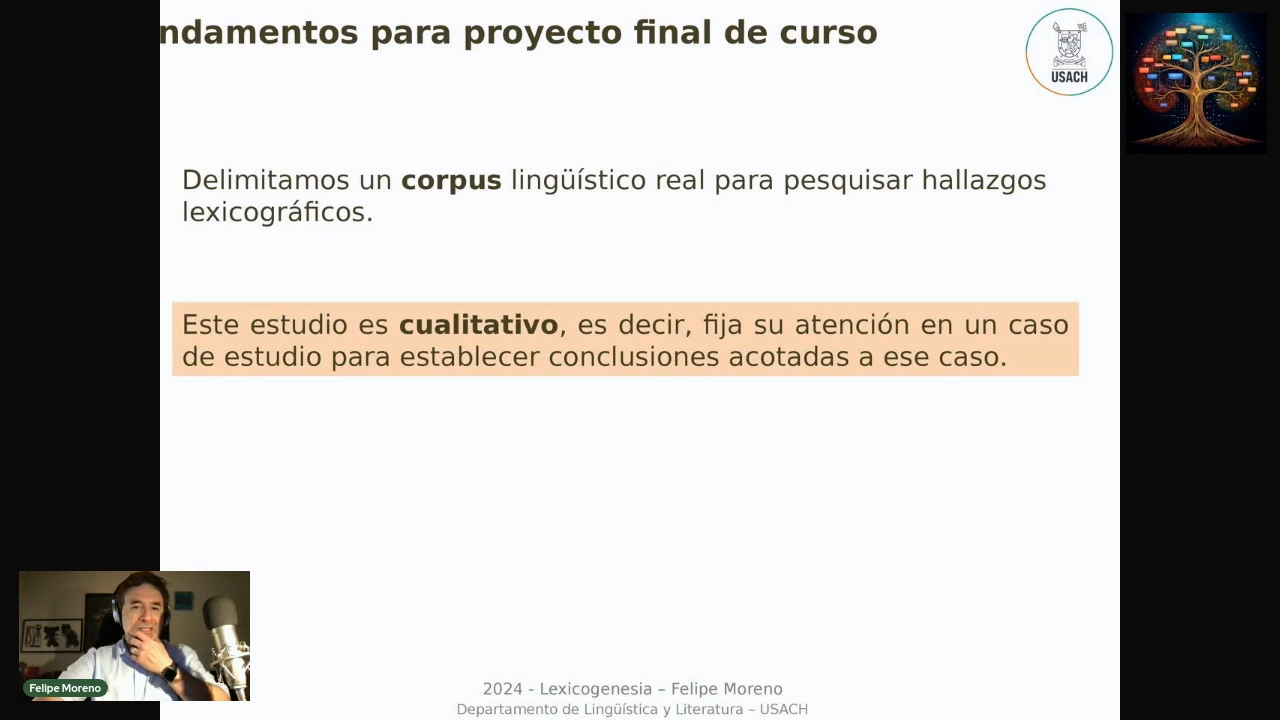 ndamentos para proyecto final de curso
USACH
Delimitamos un corpus lingüístico real para pesquisar hallazgos
lexicográficos.
Este estudio es cualitativo, es decir, fija su atención en un caso
de estudio para establecer conclusiones acotadas a ese caso.
Felipe Moreno
2024 - Lexicogenesia – Felipe Moreno
Departamento de Lingüística y Literatura – USACH